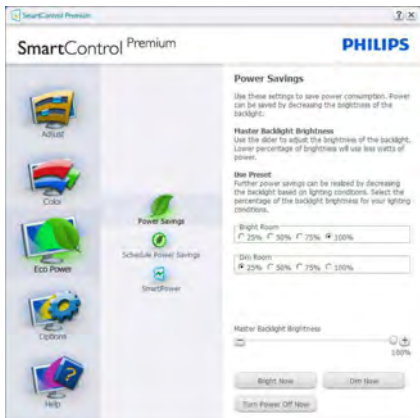 SmartControl Premium
SmartControl Premium
PHILIPS
Adjust
Color
Eco Power
Options
Help
Power Savings
Schedule Power Savings
SmartPower
Power Savings
Use these settings to save power consumption. Power
can be saved by decreasing the brightness of the
backlight.
Master Backlight Brightness
Use the slider to adjust the brightness of the backlight.
Lower percentage of brightness will use less watts of
power.
Use Preset
Further power savings can be realized by decreasing
the backlight based on lighting conditions. Select the
percentage of the backlight brightness for your lighting
conditions.
Bright Room
25% 50% 75% 100%
Dim Room
25% 50% 75% 100%
Master Backlight Brightness
100%
Bright Now Dim Now
Turn Power Off Now